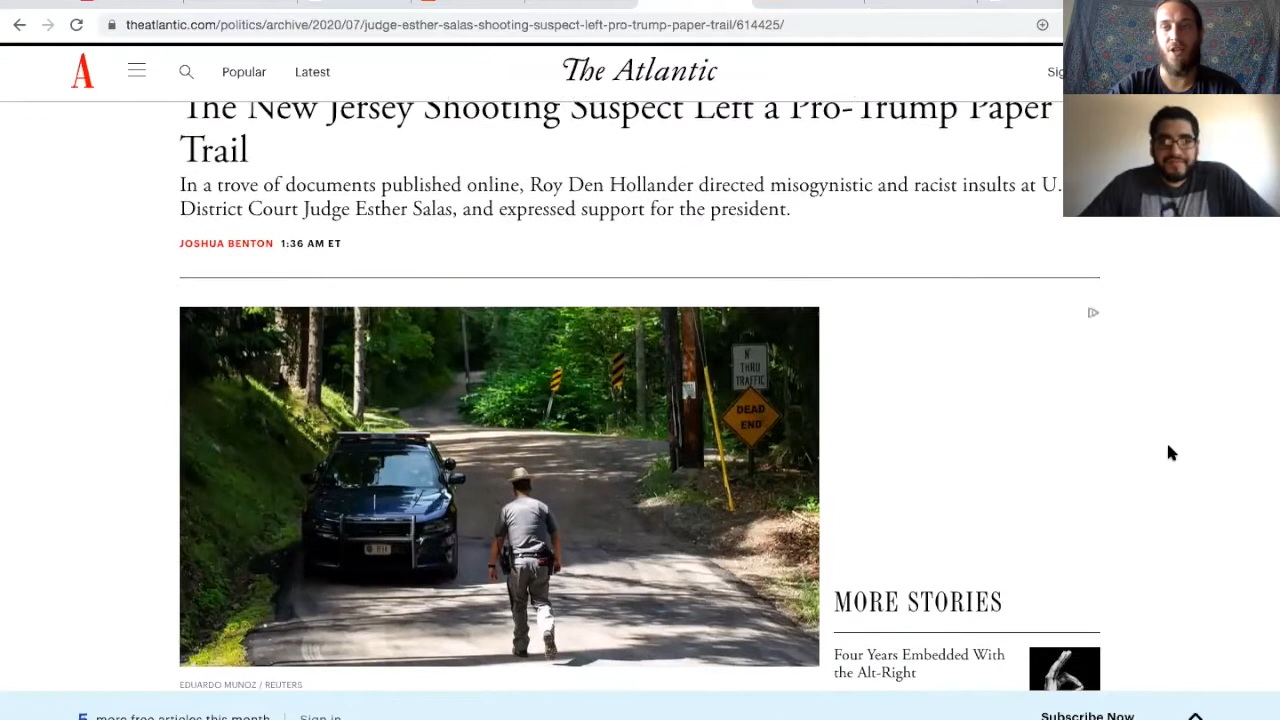 theatlantic.com/politics/archive/2020/07/judge-esther-salas-shooting-suspect-left-pro-trump-paper-trail/614425/
A
Popular
Latest
The Atlantic
The New Jersey Shooting Suspect Left a Pro-Trump Paper
Trail
In a trove of documents published online, Roy Den Hollander directed misogynistic and racist insults at U.
District Court Judge Esther Salas, and expressed support for the president.
JOSHUA BENTON 1:36 AM ET
THRU
TRAFFIC
DEAD
END
MORE STORIES
Four Years Embedded With
the Alt-Right
EDUARDO MUNOZ / REUTERS
5 more free articles this month
Sign in
Subscribe Now